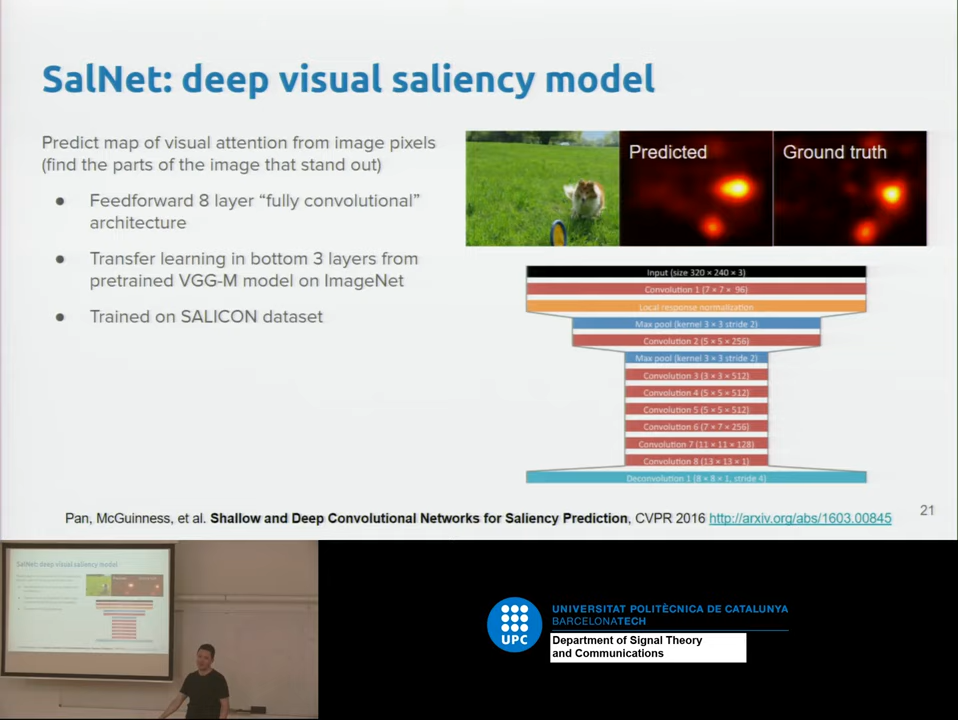 SalNet: deep visual saliency model
Predict map of visual attention from image pixels
(find the parts of the image that stand out)
● Feedforward 8 layer “fully convolutional”
architecture
● Transfer learning in bottom 3 layers from
pretrained VGG-M model on ImageNet
● Trained on SALICON dataset
Predicted
Ground truth
Input (size 320 × 240 × 3)
Convolution 1 (7 × 7 × 96)
Local response normalization
Max pool (kernel 3 × 3 stride 2)
Convolution 2 (5 × 5 × 256)
Max pool (kernel 3 × 3 stride 2)
Convolution 3 (3 × 3 × 512)
Convolution 4 (5 × 5 × 512)
Convolution 5 (5 × 5 × 512)
Convolution 6 (7 × 7 × 256)
Convolution 7 (11 × 11 × 128)
Convolution 8 (13 × 13 × 1)
Deconvolution 1 (8 × 8 × 1, stride 4)
Pan, McGuinness, et al. Shallow and Deep Convolutional Networks for Saliency Prediction, CVPR 2016 http://arxiv.org/abs/1603.00845
21
SalNet: deep visual saliency model
UPC
UNIVERSITAT POLITÈCNICA DE CATALUNYA
BARCELONATECH
Department of Signal Theory
and Communications